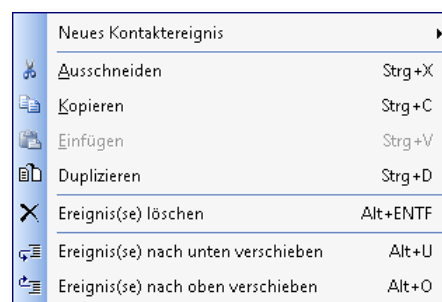 Neues Kontaktereignis
Ausschneiden Strg+X
Kopieren Strg+C
Einfügen Strg+V
Duplizieren Strg+D
Ereignis(se) löschen Alt+ENTF
Ereignis(se) nach unten verschieben Alt+U
Ereignis(se) nach oben verschieben Alt+O